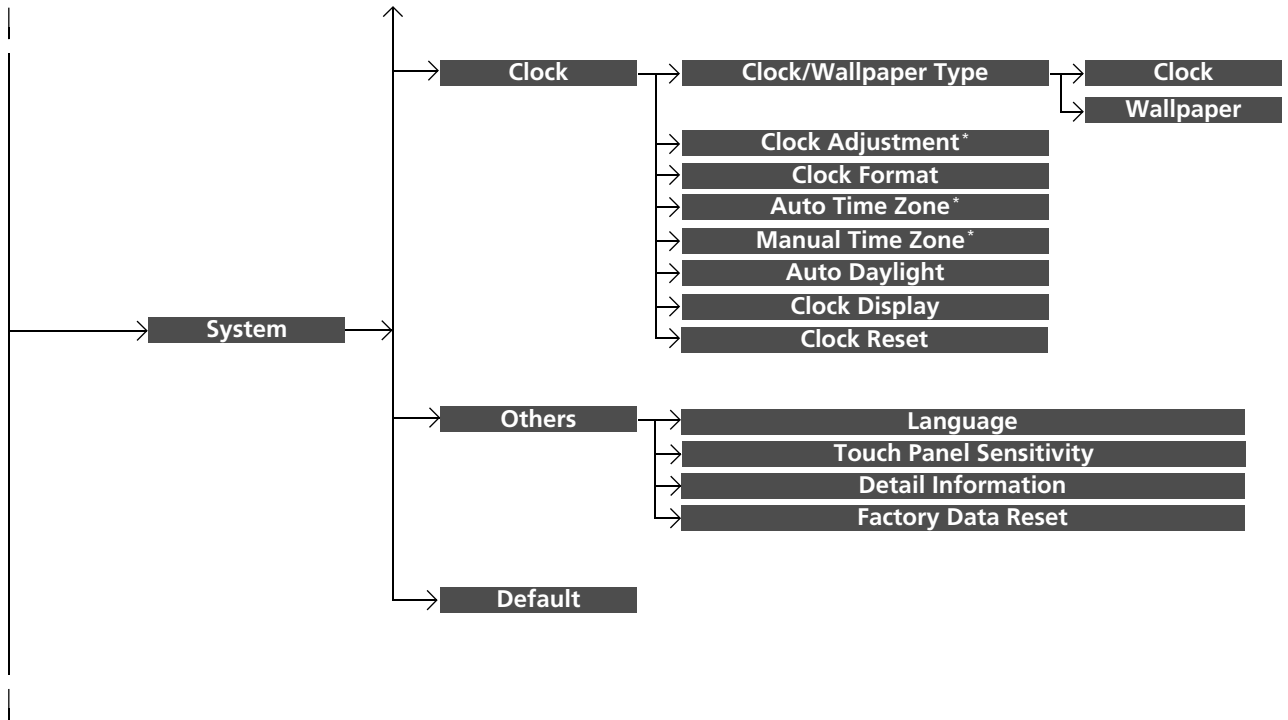 Clock
Clock/Wallpaper Type
Clock
Wallpaper
Clock Adjustment*
Clock Format
Auto Time Zone*
Manual Time Zone*
Auto Daylight
Clock Display
Clock Reset
System
Others
Language
Touch Panel Sensitivity
Detail Information
Factory Data Reset
Default